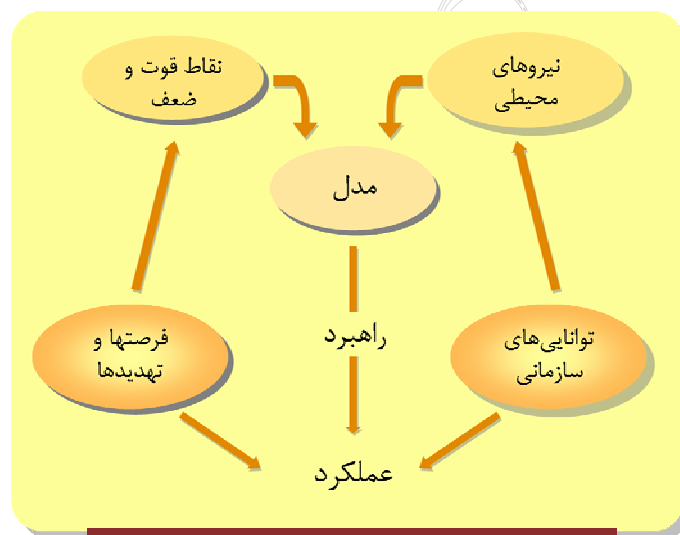 نیروهای
محیطی
نقاط قوت و
ضعف
مدل
راهبرد
توانایی‌های
سازمانی
فرصتها و
تهدیدها
عملکرد